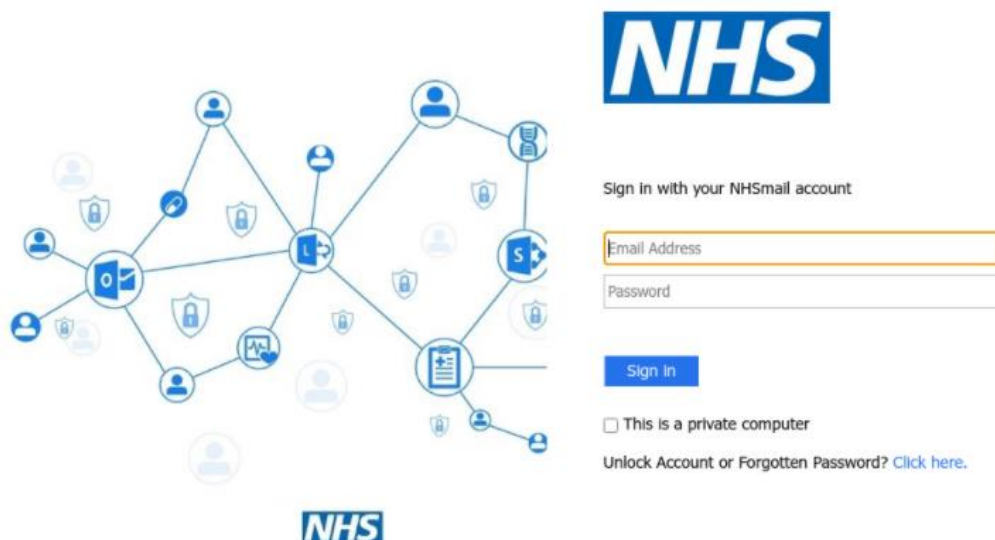 NHS
Sign in with your NHSmail account
Email Address
Password
Sign in
This is a private computer
Unlock Account or Forgotten Password? Click here.
O
L
S
NHS